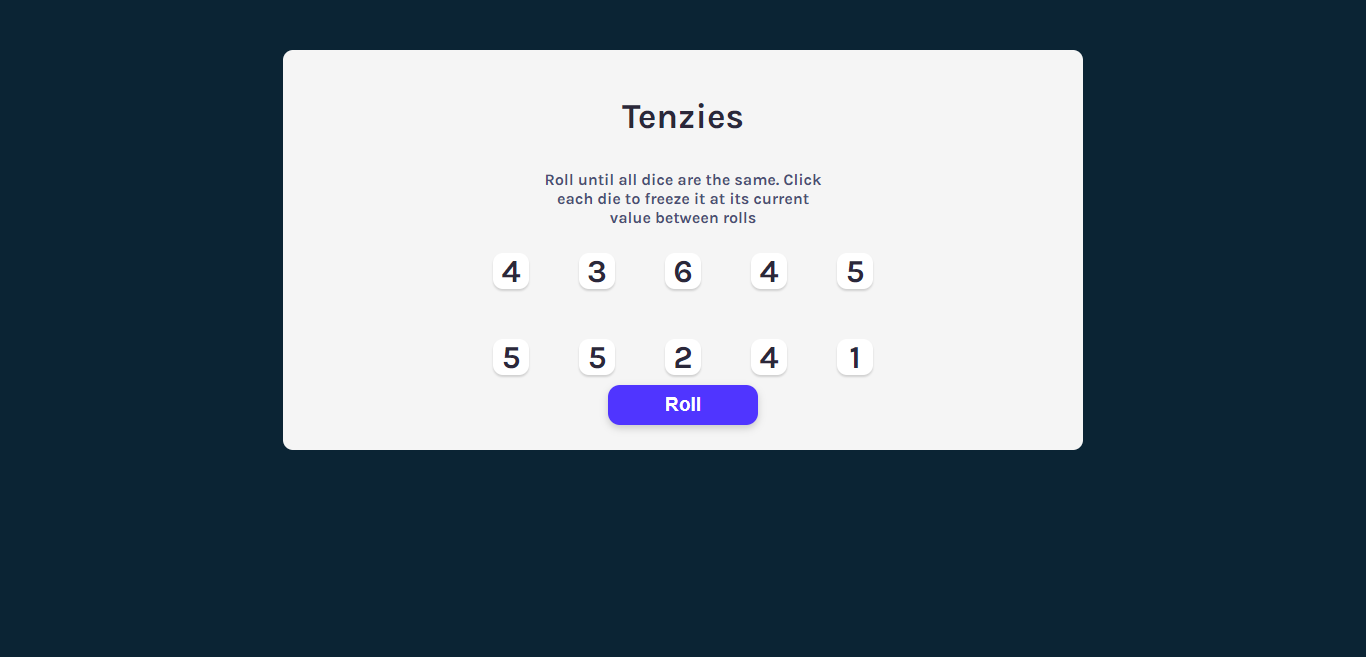 Tenzies
Roll until all dice are the same. Click
each die to freeze it at its current
value between rolls
4 3 6 4 5
5 5 2 4 1
Roll